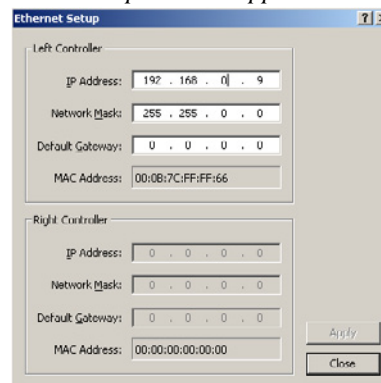 Ethernet Setup
Left Controller
IP Address: 192 . 168 . 0 . 9
Network Mask: 255 . 255 . 0 . 0
Default Gateway: 0 . 0 . 0 . 0
MAC Address: 00:0B:7C:FF:FF:66
Right Controller
IP Address: 0 . 0 . 0 . 0
Network Mask: 0 . 0 . 0 . 0
Default Gateway: 0 . 0 . 0 . 0
MAC Address: 00:00:00:00:00:00
Apply
Close